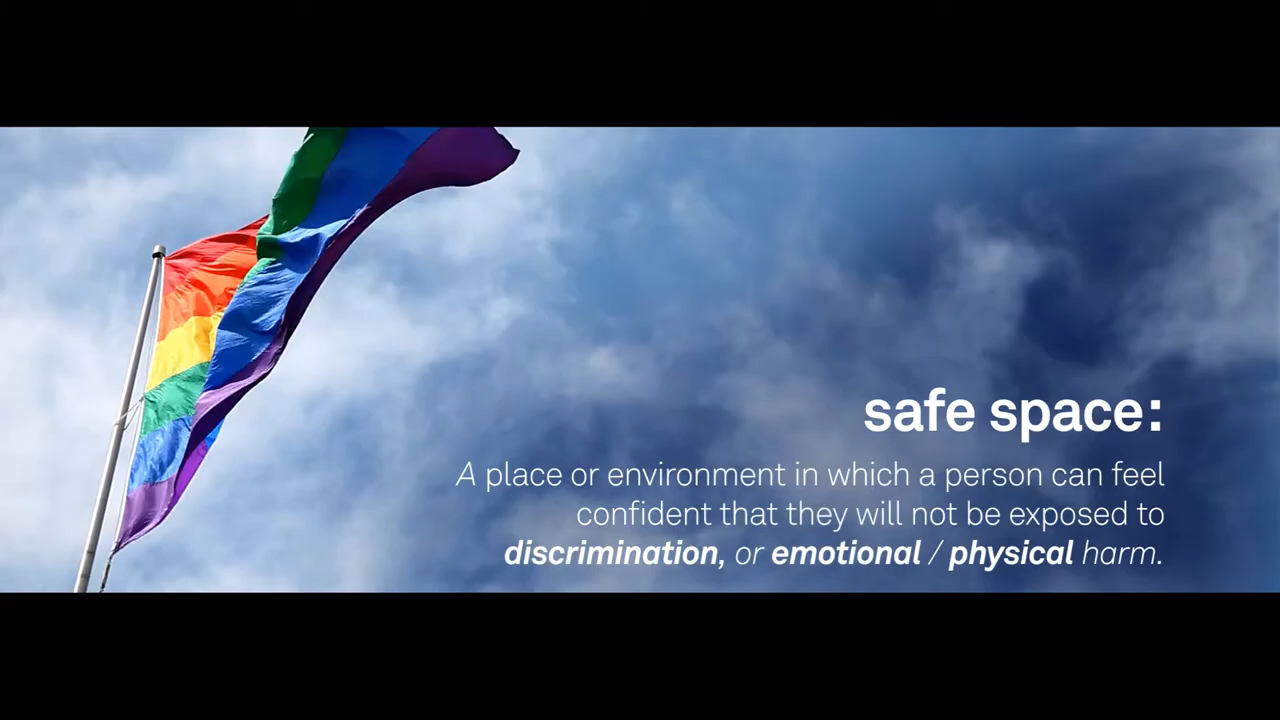 safe space:
A place or environment in which a person can feel
confident that they will not be exposed to
discrimination, or emotional / physical harm.